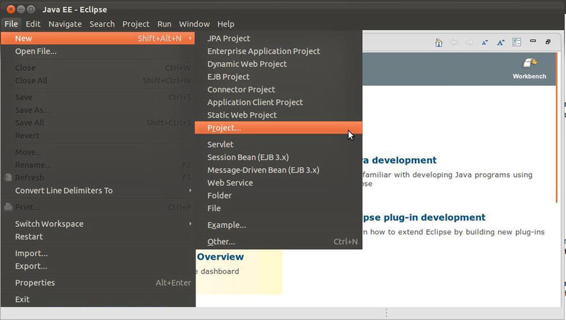 Java EE - Eclipse
File Edit Navigate Search Project Run Window Help
New Shift+Alt+N
Open File...
Close Ctrl+W
Close All Shift+Ctrl+W
Save Ctrl+S
Save As...
Save All Shift+Ctrl+S
Revert
Move...
Rename... F2
Refresh F5
Convert Line Delimiters To
Print... Ctrl+P
Switch Workspace
Restart
Import...
Export...
Properties Alt+Enter
Exit
JPA Project
Enterprise Application Project
Dynamic Web Project
EJB Project
Connector Project
Application Client Project
Static Web Project
Project...
Servlet
Session Bean (EJB 3.x)
Message-Driven Bean (EJB 3.x)
Web Service
Folder
File
Example...
Other... Ctrl+N
Workbench
va development
familiar with developing Java programs using
pse
pse plug-in development
n how to extend Eclipse by building new plug-ins
Overview
e dashboard